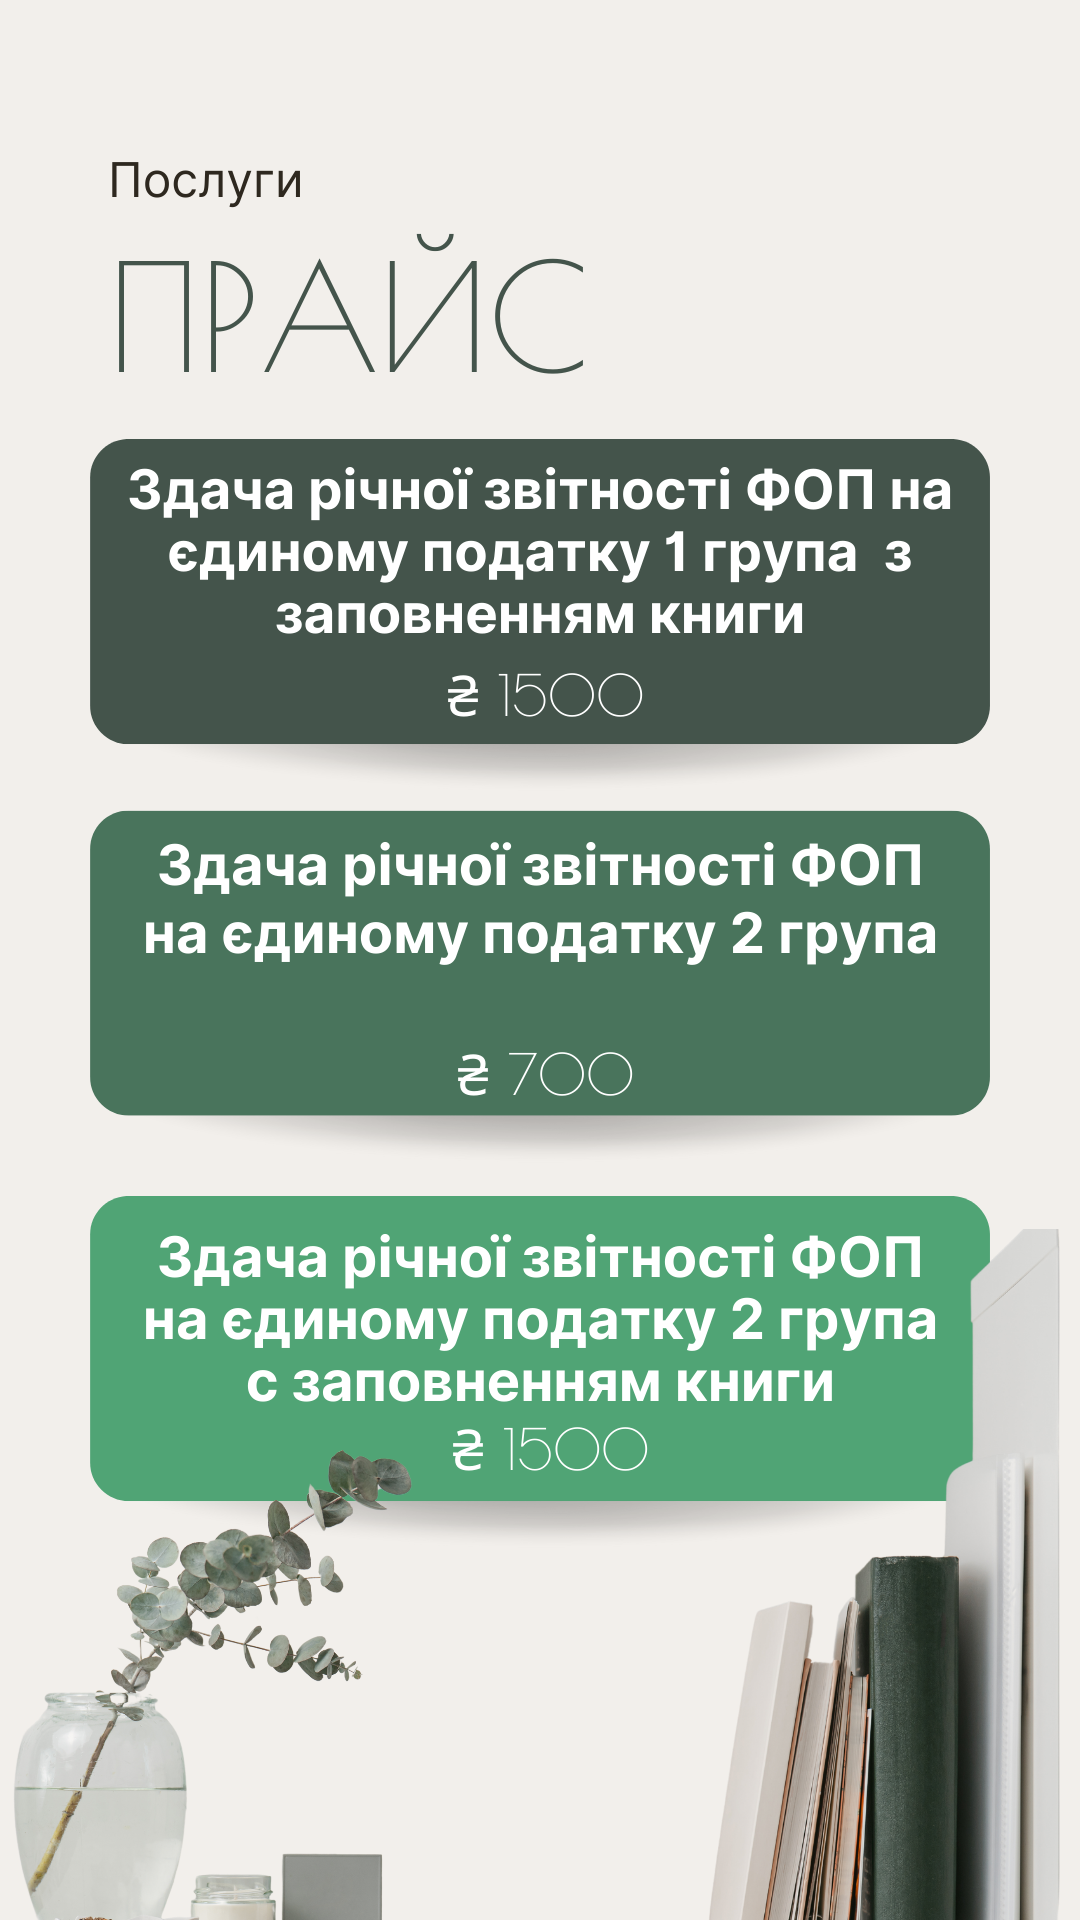 Послуги
ПРАЙС
Здача річної звітності ФОП на
єдиному податку 1 група  з
заповненням книги
₴ 1500
Здача річної звітності ФОП
на єдиному податку 2 група
₴ 700
Здача річної звітності ФОП
на єдиному податку 2 група
с заповненням книги
₴ 1500